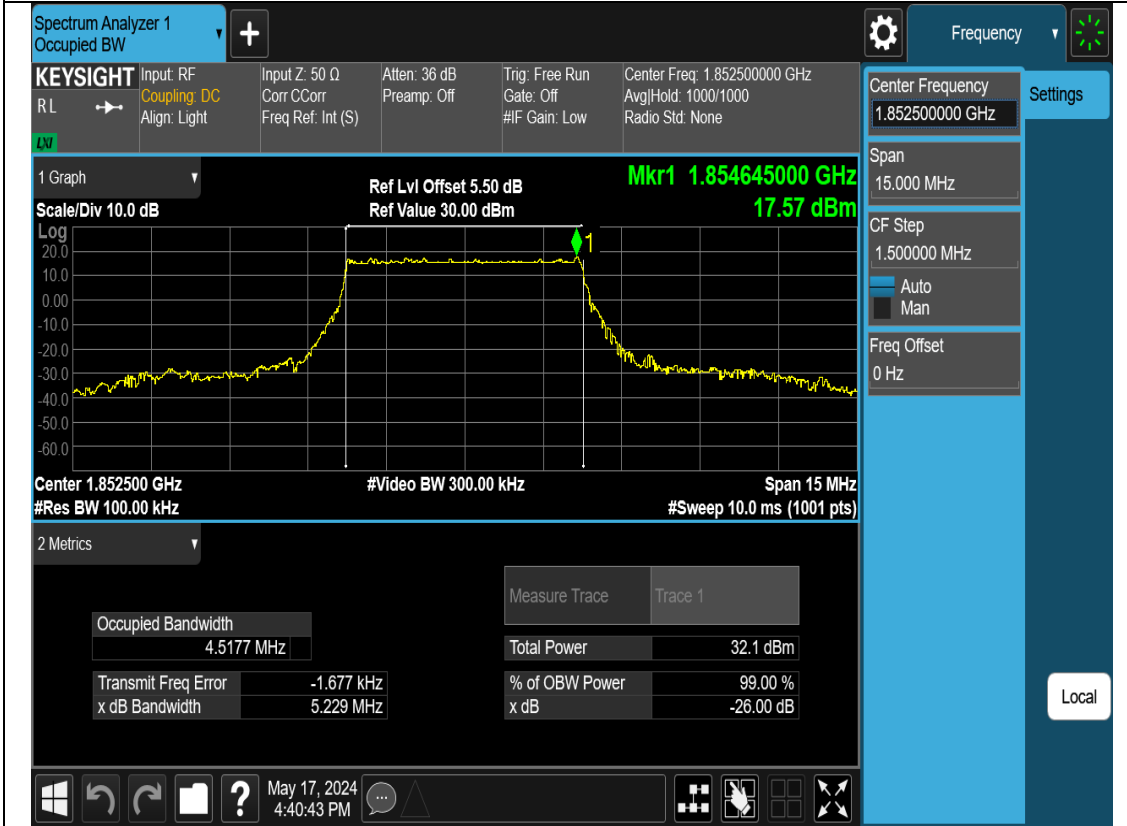 Spectrum Analyzer 1
Occupied BW
+
Frequency
KEYSIGHT
R L
LXI
Input: RF
Coupling: DC
Align: Light
Input Z: 50 Ω
Corr CCorr
Freq Ref: Int (S)
Atten: 36 dB
Preamp: Off
Trig: Free Run
Gate: Off
#IF Gain: Low
Center Freq: 1.852500000 GHz
Avg|Hold: 1000/1000
Radio Std: None
Center Frequency
1.852500000 GHz
Settings
Span
15.000 MHz
CF Step
1.500000 MHz
Auto
Man
Freq Offset
0 Hz
Local
1 Graph
Scale/Div 10.0 dB
Ref Lvl Offset 5.50 dB
Ref Value 30.00 dBm
Mkr1 1.854645000 GHz
17.57 dBm
Log
1
20.0
10.0
0.00
-10.0
-20.0
-30.0
-40.0
-50.0
-60.0
Center 1.852500 GHz
#Video BW 300.00 kHz
Span 15 MHz
#Res BW 100.00 kHz
#Sweep 10.0 ms (1001 pts)
2 Metrics
Measure Trace Trace 1
Occupied Bandwidth
4.5177 MHz
Total Power 32.1 dBm
Transmit Freq Error -1.677 kHz
% of OBW Power 99.00 %
x dB Bandwidth 5.229 MHz
x dB -26.00 dB
?
May 17, 2024
4:40:43 PM